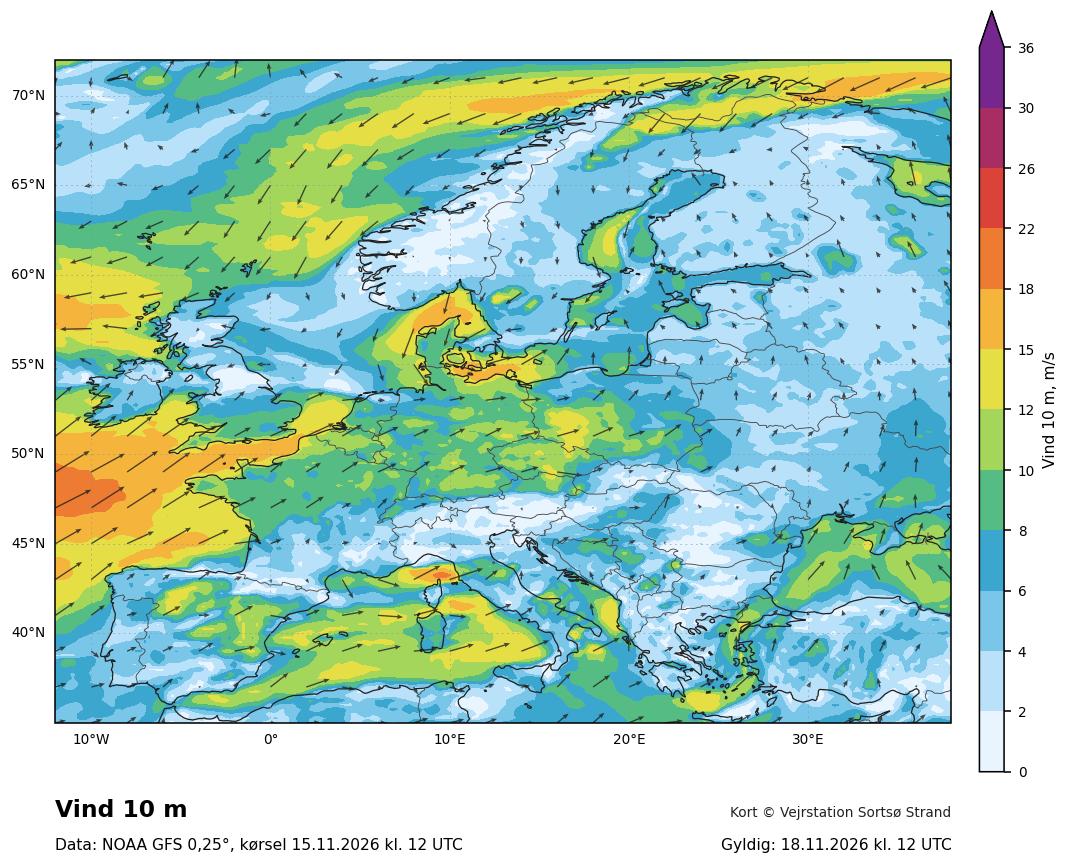 70°N
65°N
60°N
55°N
50°N
45°N
40°N
10°W
0°
10°E
20°E
30°E
36
30
26
22
18
15
12
10
8
6
4
2
0
Vind 10 m, m/s
Vind 10 m
Kort © Vejrstation Sortsø Strand
Data: NOAA GFS 0,25°, kørsel 15.11.2026 kl. 12 UTC
Gyldig: 18.11.2026 kl. 12 UTC